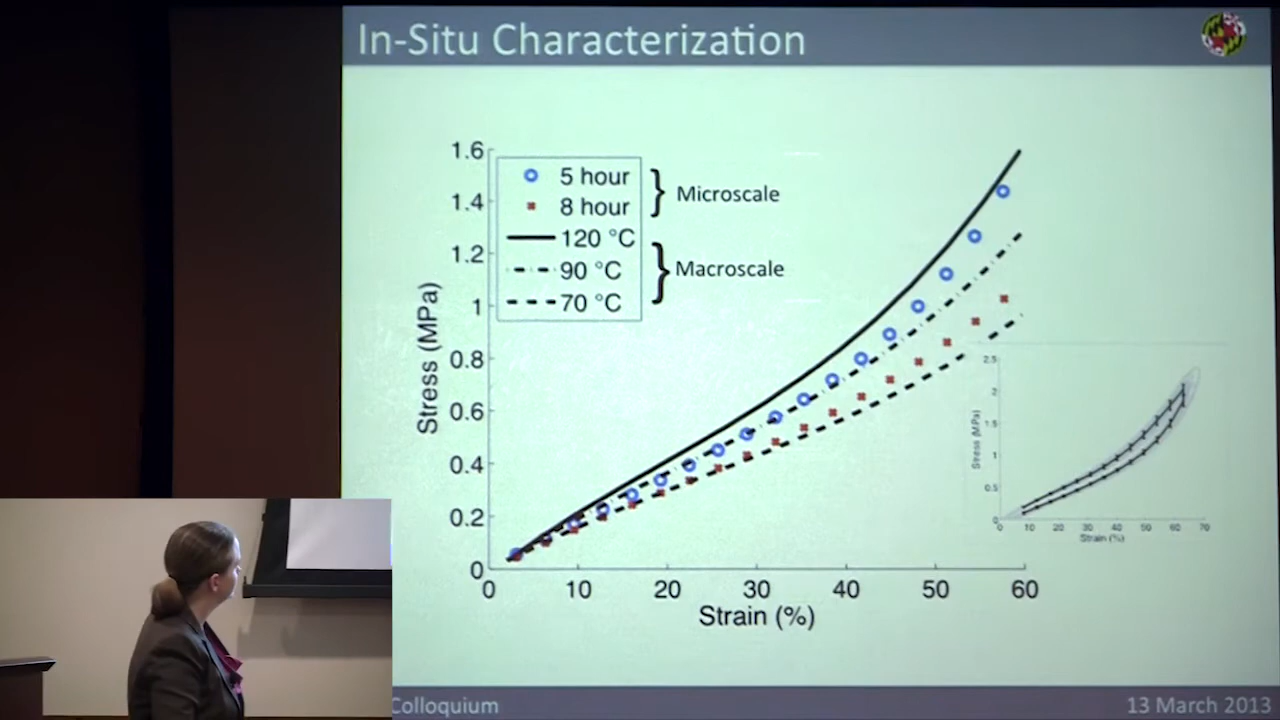 In-Situ Characterization
1.6
1.4
1.2
1
0.8
0.6
0.4
0.2
0
Stress (MPa)
5 hour
8 hour
Microscale
120 °C
90 °C
70 °C
Macroscale
0 10 20 30 40 50 60
Strain (%)
2.5
2
1.5
1
0.5
0
Stress (MPa)
0 10 20 30 40 50 60 70
Strain (%)
Colloquium
13 March 2013